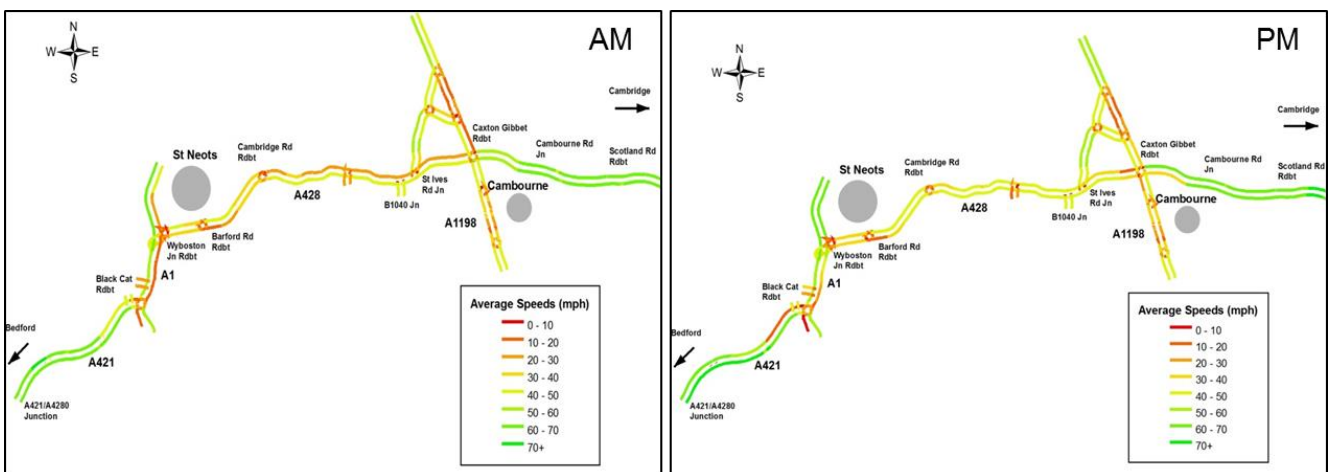 AM
N
W
E
S
Cambridge
Caxton Gibbet
Rdbt
Cambourne Rd
Jn
Scotland Rd
Rdbt
Cambridge Rd
Rdbt
St Neots
A428
St Ives
Rd Jn
B1040 Jn
Cambourne
A1198
Barford Rd
Rdbt
Wyboston
Jn Rdbt
A1
Black Cat
Rdbt
Bedford
A421
A421/A4280
Junction
Average Speeds (mph)
0 - 10
10 - 20
20 - 30
30 - 40
40 - 50
50 - 60
60 - 70
70+
PM
N
W
E
S
Cambridge
Caxton Gibbet
Rdbt
Cambourne Rd
Jn
Scotland Rd
Rdbt
Cambridge Rd
Rdbt
St Neots
A428
St Ives
Rd Jn
B1040 Jn
Cambourne
A1198
Barford Rd
Rdbt
Wyboston
Jn Rdbt
A1
Black Cat
Rdbt
Bedford
A421
A421/A4280
Junction
Average Speeds (mph)
0 - 10
10 - 20
20 - 30
30 - 40
40 - 50
50 - 60
60 - 70
70+